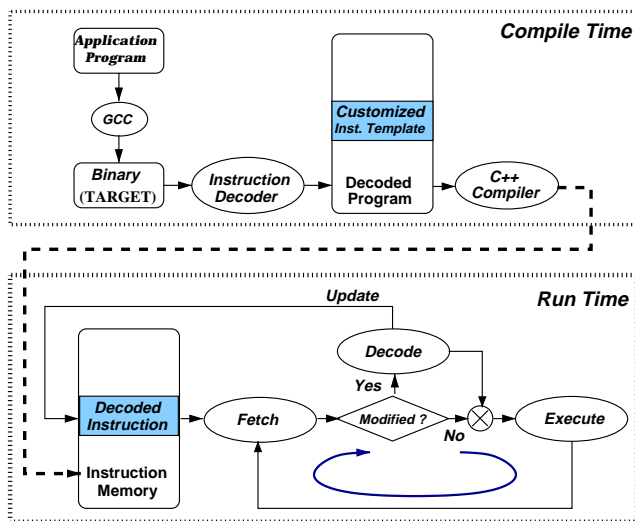 Compile Time
Application
Program
GCC
Binary
(TARGET)
Instruction
Decoder
Customized
Inst. Template
Decoded
Program
C++
Compiler
Run Time
Update
Decode
Yes
Decoded
Instruction
Fetch
Modified ?
No
Execute
Instruction
Memory